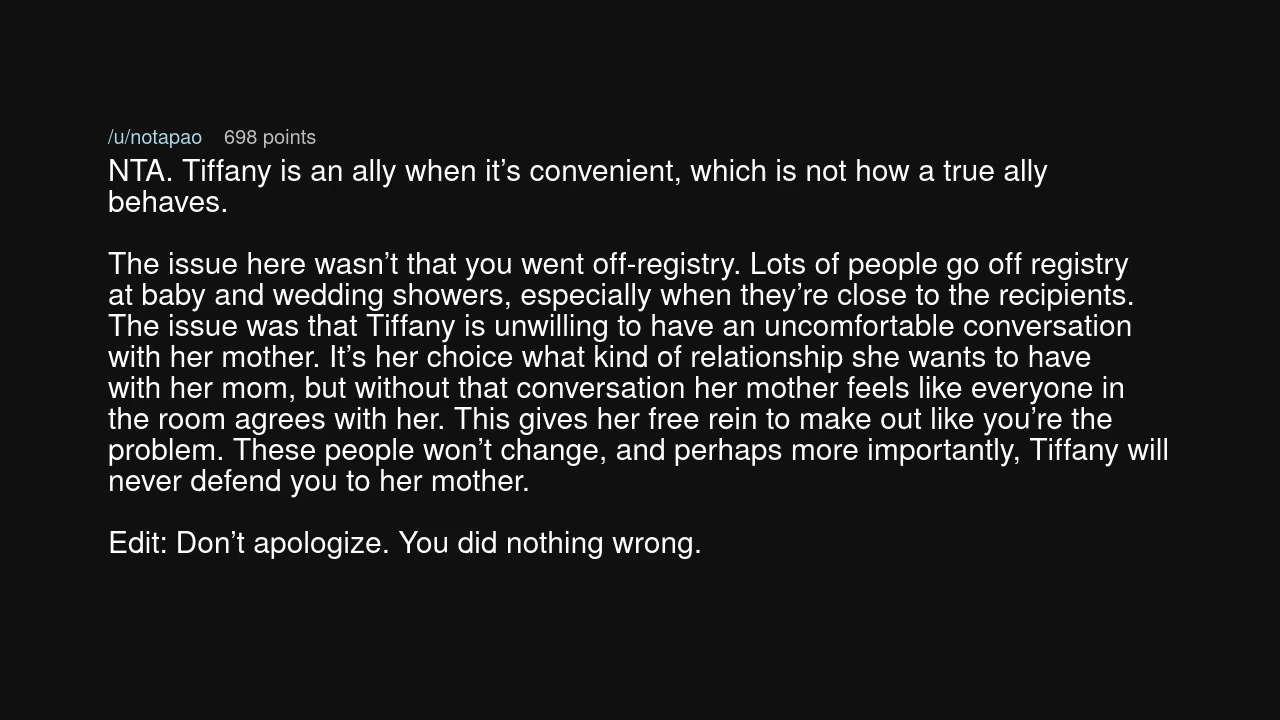 /u/notapao 698 points
NTA. Tiffany is an ally when it’s convenient, which is not how a true ally
behaves.
The issue here wasn’t that you went off-registry. Lots of people go off registry
at baby and wedding showers, especially when they’re close to the recipients.
The issue was that Tiffany is unwilling to have an uncomfortable conversation
with her mother. It’s her choice what kind of relationship she wants to have
with her mom, but without that conversation her mother feels like everyone in
the room agrees with her. This gives her free rein to make out like you’re the
problem. These people won’t change, and perhaps more importantly, Tiffany will
never defend you to her mother.
Edit: Don’t apologize. You did nothing wrong.